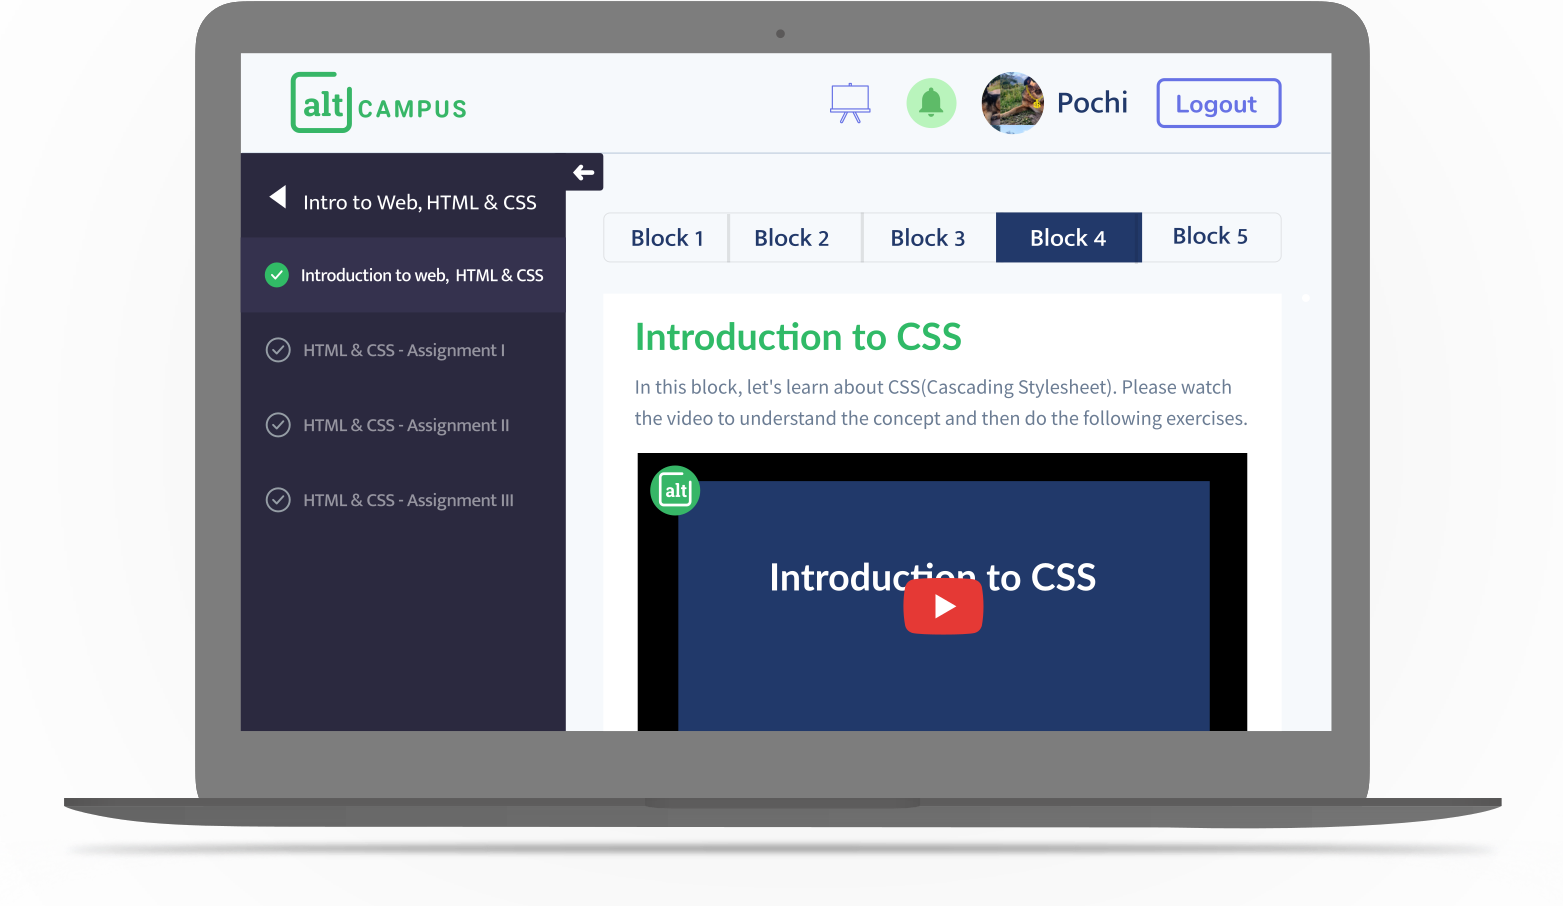 alt CAMPUS
Pochi
Logout
Intro to Web, HTML & CSS
Introduction to web, HTML & CSS
HTML & CSS - Assignment I
HTML & CSS - Assignment II
HTML & CSS - Assignment III
Block 1
Block 2
Block 3
Block 4
Block 5
Introduction to CSS
In this block, let's learn about CSS(Cascading Stylesheet). Please watch
the video to understand the concept and then do the following exercises.
alt
Introduction to CSS